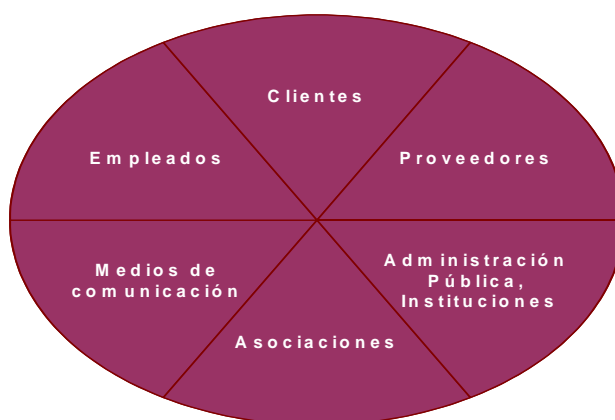 Clientes
Empleados
Proveedores
Medios de
comunicación
Administración
Pública,
Instituciones
Asociaciones